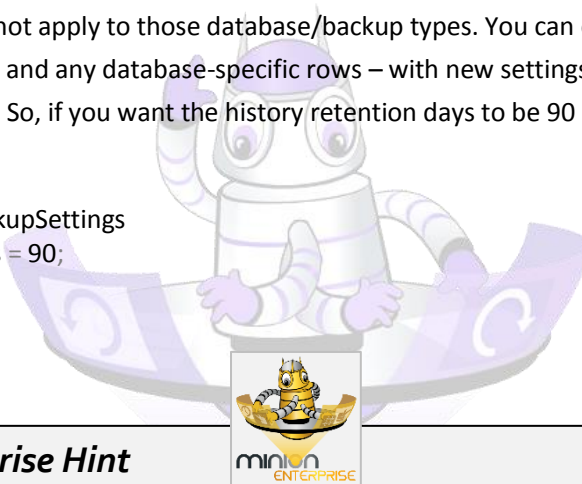 not apply to those database/backup types. You can
and any database-specific rows – with new settings
So, if you want the history retention days to be 90
kupSettings
= 90;
rise Hint
minion
ENTERPRISE